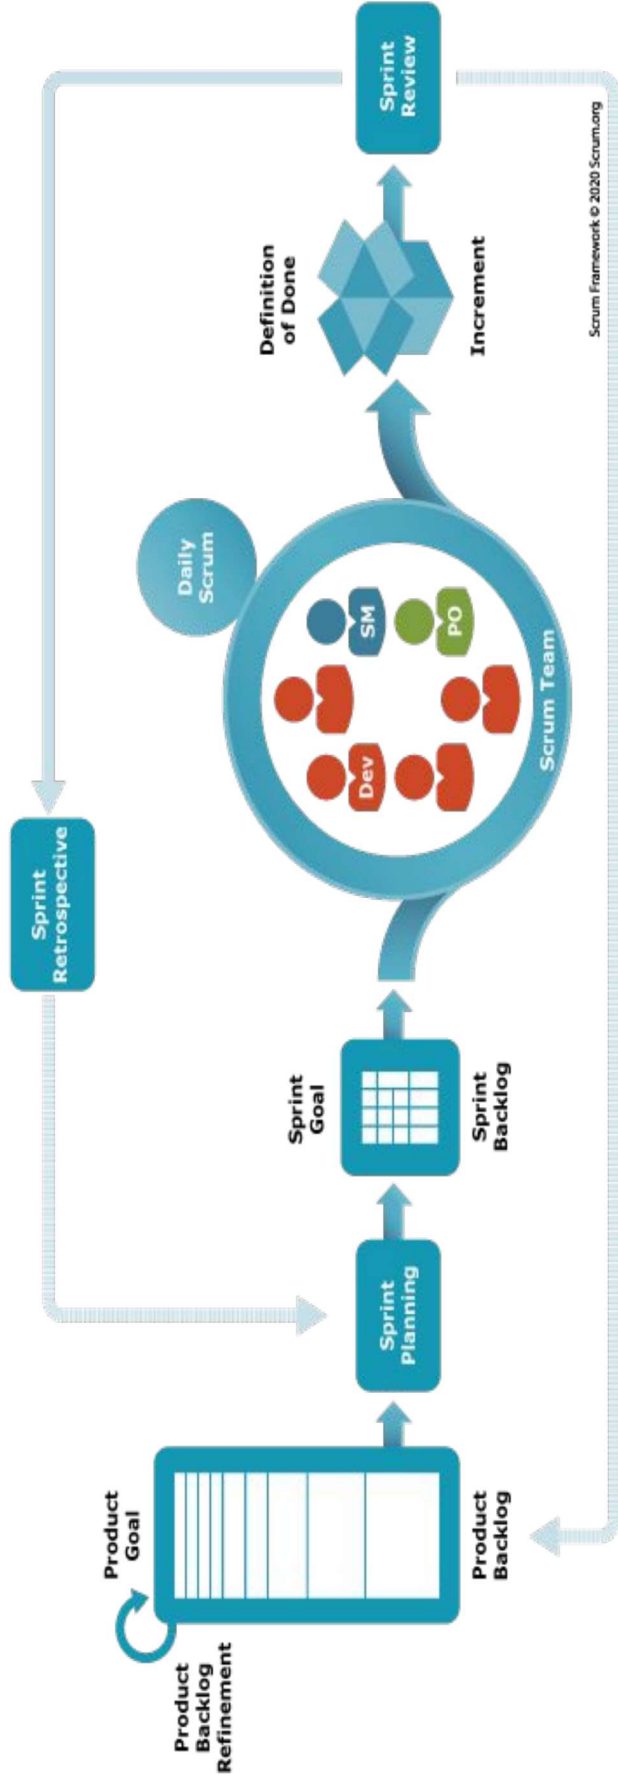 Product
Backlog
Refinement
Product
Goal
Product
Backlog
Sprint
Planning
Sprint
Goal
Sprint
Backlog
Sprint
Retrospective
Daily
Scrum
Dev
SM
PO
Scrum Team
Definition
of Done
Increment
Sprint
Review
Scrum Framework © 2020 Scrum.org